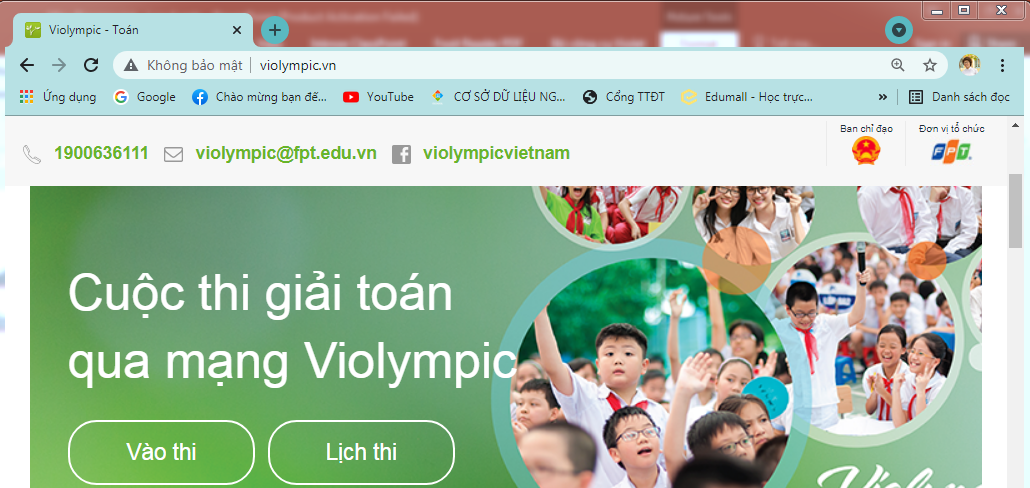 Violympic - Toán
Không bảo mật | violympic.vn
Ứng dụng Google Chào mừng bạn đế... YouTube CƠ SỞ DỮ LIỆU NG... Cổng TTĐT Edumall - Học trực... » Danh sách đọc
Ban chỉ đạo Đơn vị tổ chức
1900636111 violympic@fpt.edu.vn violympicvietnam
FPT
Cuộc thi giải toán
qua mạng Violympic
Vào thi Lịch thi